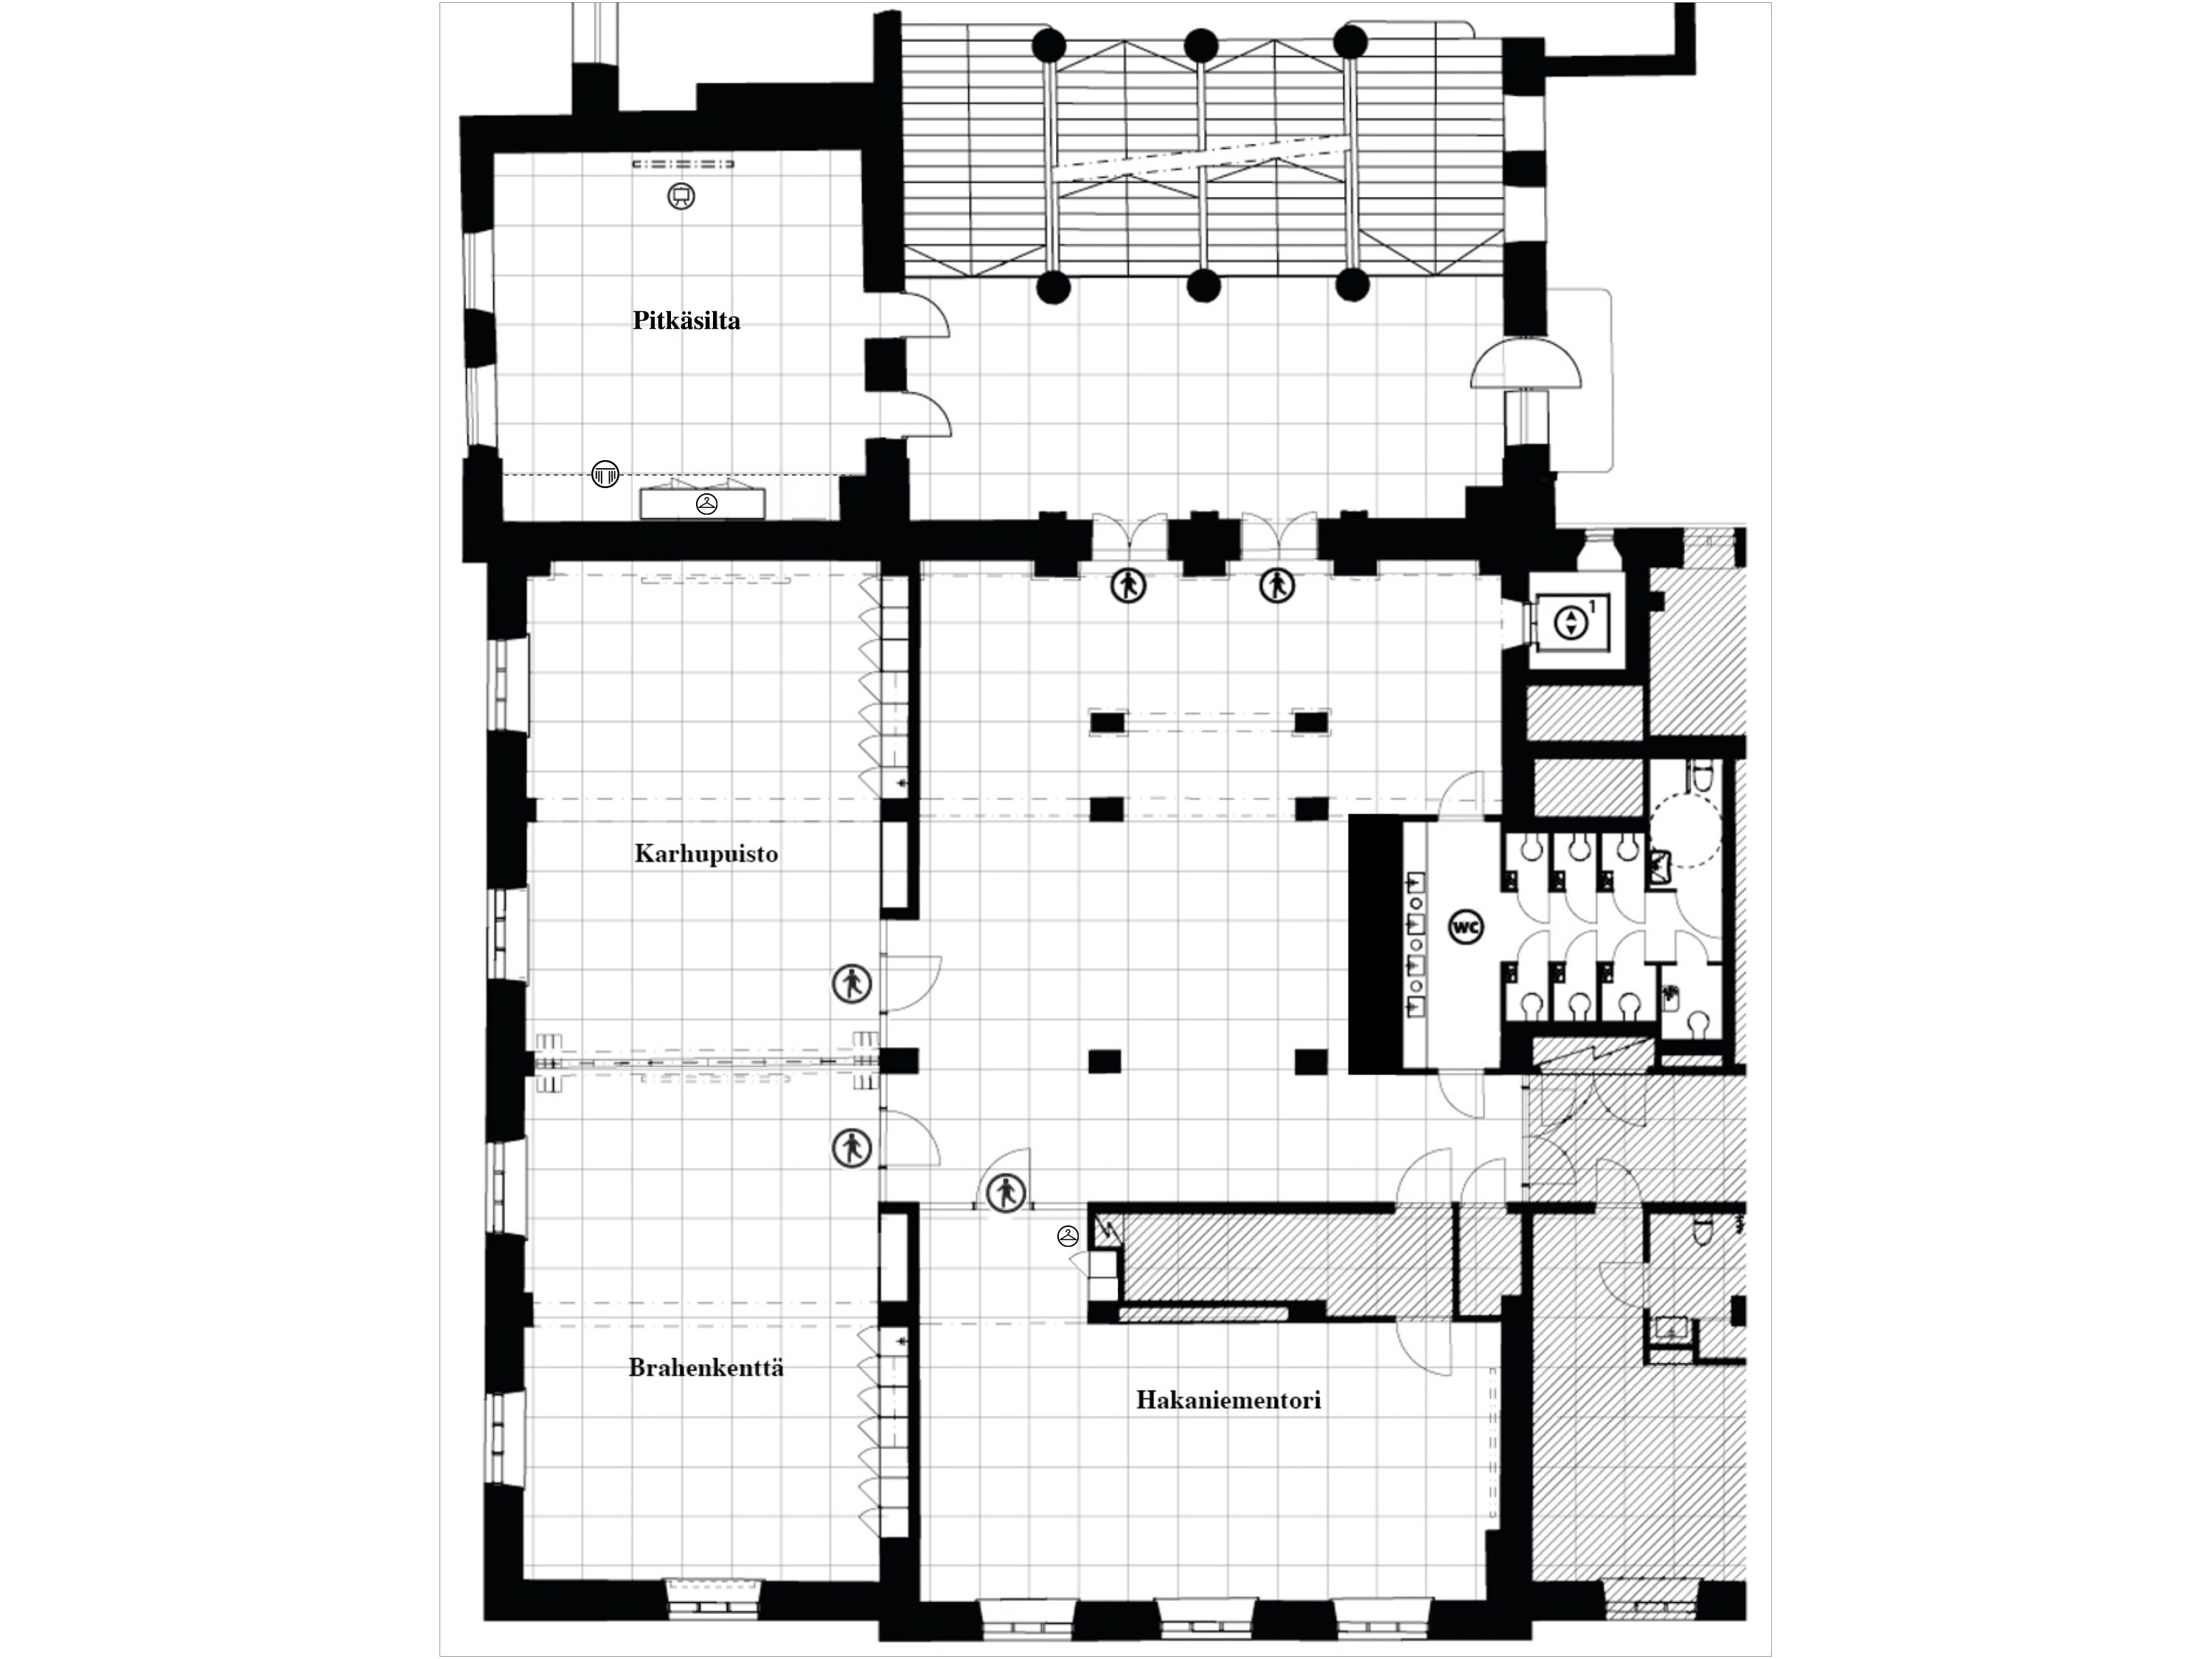 Pitkäsilta
1
Karhupuisto
WC
Brahenkenttä
Hakaniementori